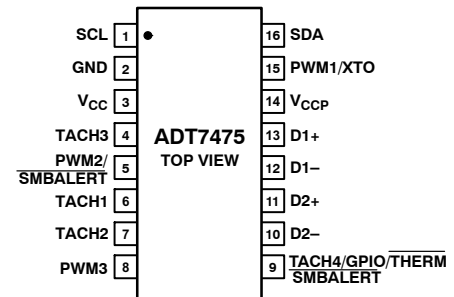 SCL 1
GND 2
VCC 3
TACH3 4
PWM2/
SMBALERT 5
TACH1 6
TACH2 7
PWM3 8
ADT7475
TOP VIEW
16 SDA
15 PWM1/XTO
14 VCCP
13 D1+
12 D1–
11 D2+
10 D2–
9 TACH4/GPIO/THERM
SMBALERT